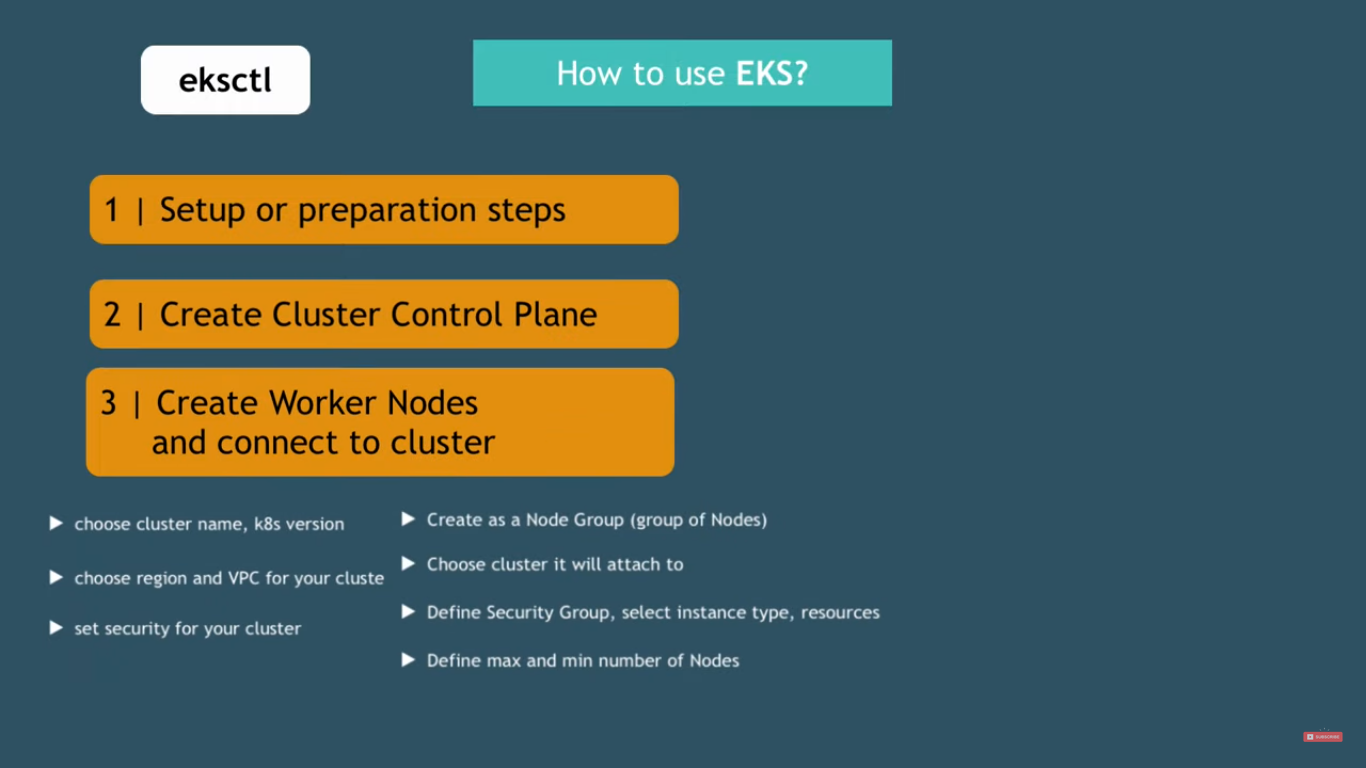 eksctl
How to use EKS?
1 | Setup or preparation steps
2 | Create Cluster Control Plane
3 | Create Worker Nodes
and connect to cluster
choose cluster name, k8s version
choose region and VPC for your cluste
set security for your cluster
Create as a Node Group (group of Nodes)
Choose cluster it will attach to
Define Security Group, select instance type, resources
Define max and min number of Nodes
SUBSCRIBE